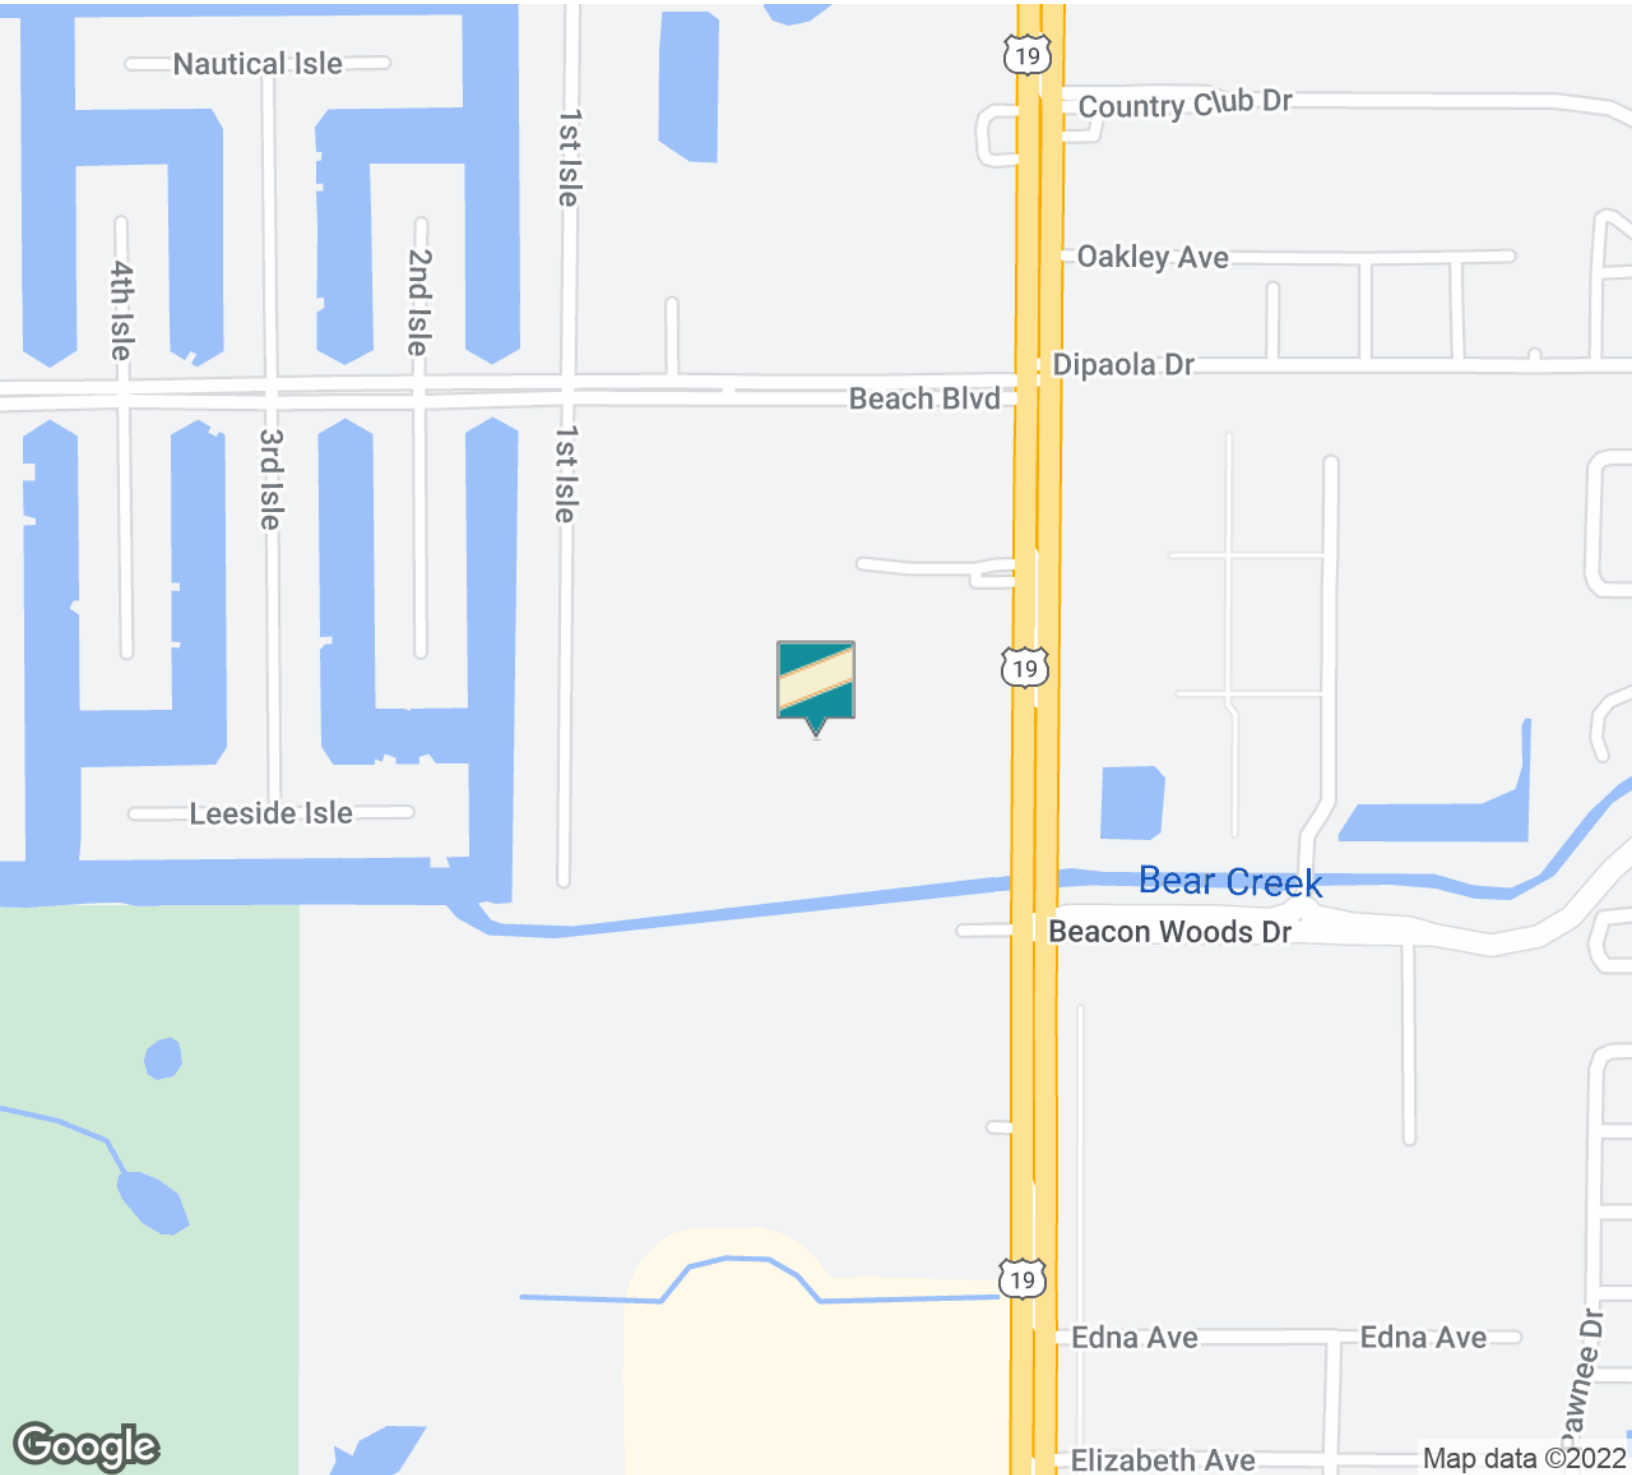 19
Nautical Isle
Country Club Dr
1st Isle
Oakley Ave
4th Isle
2nd Isle
Dipaola Dr
Beach Blvd
3rd Isle
1st Isle
19
Leeside Isle
Bear Creek
Beacon Woods Dr
19
Edna Ave
Edna Ave
Pawnee Dr
Google
Elizabeth Ave
Map data ©2022